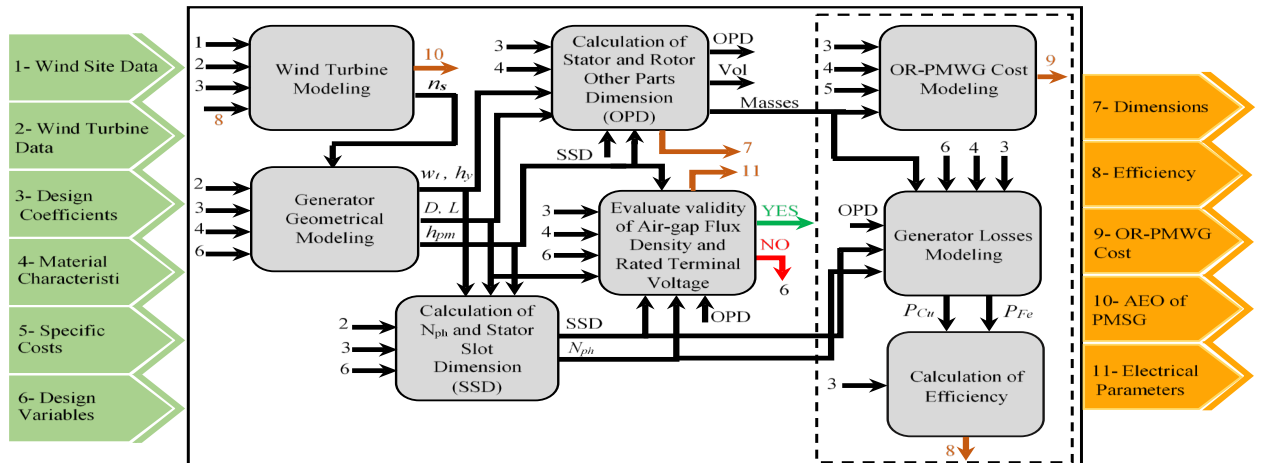 1- Wind Site Data
2- Wind Turbine
Data
3- Design
Coefficients
4- Material
Characteristi
5- Specific
Costs
6- Design
Variables
1
2
3
8
Wind Turbine
Modeling
10
ns
2
3
4
6
Generator
Geometrical
Modeling
wt , hy
D, L
hpm
3
4
Calculation of
Stator and Rotor
Other Parts
Dimension
(OPD)
OPD
Vol
Masses
SSD
7
11
3
4
6
Evaluate validity
of Air-gap Flux
Density and
Rated Terminal
Voltage
YES
NO
6
OPD
2
3
6
Calculation of
Nph and Stator
Slot
Dimension
(SSD)
SSD
Nph
3
4
5
OR-PMWG Cost
Modeling
9
6 4 3
OPD
Generator Losses
Modeling
PCu PFe
3
Calculation of
Efficiency
8
7- Dimensions
8- Efficiency
9- OR-PMWG
Cost
10- AEO of
PMSG
11- Electrical
Parameters